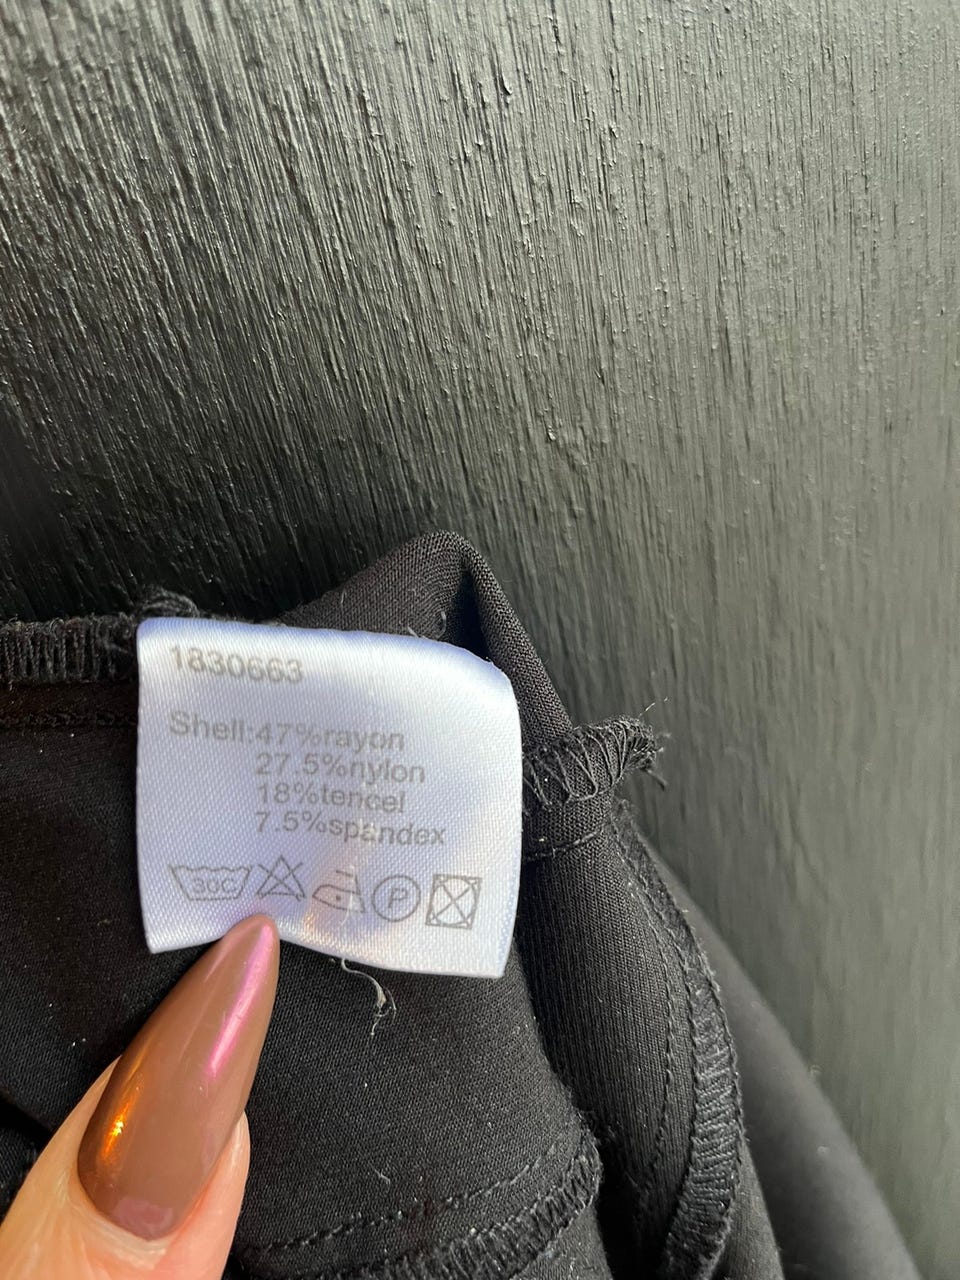 1830663
Shell:47%rayon
27.5%nylon
18%tencel
7.5%spandex
30C P